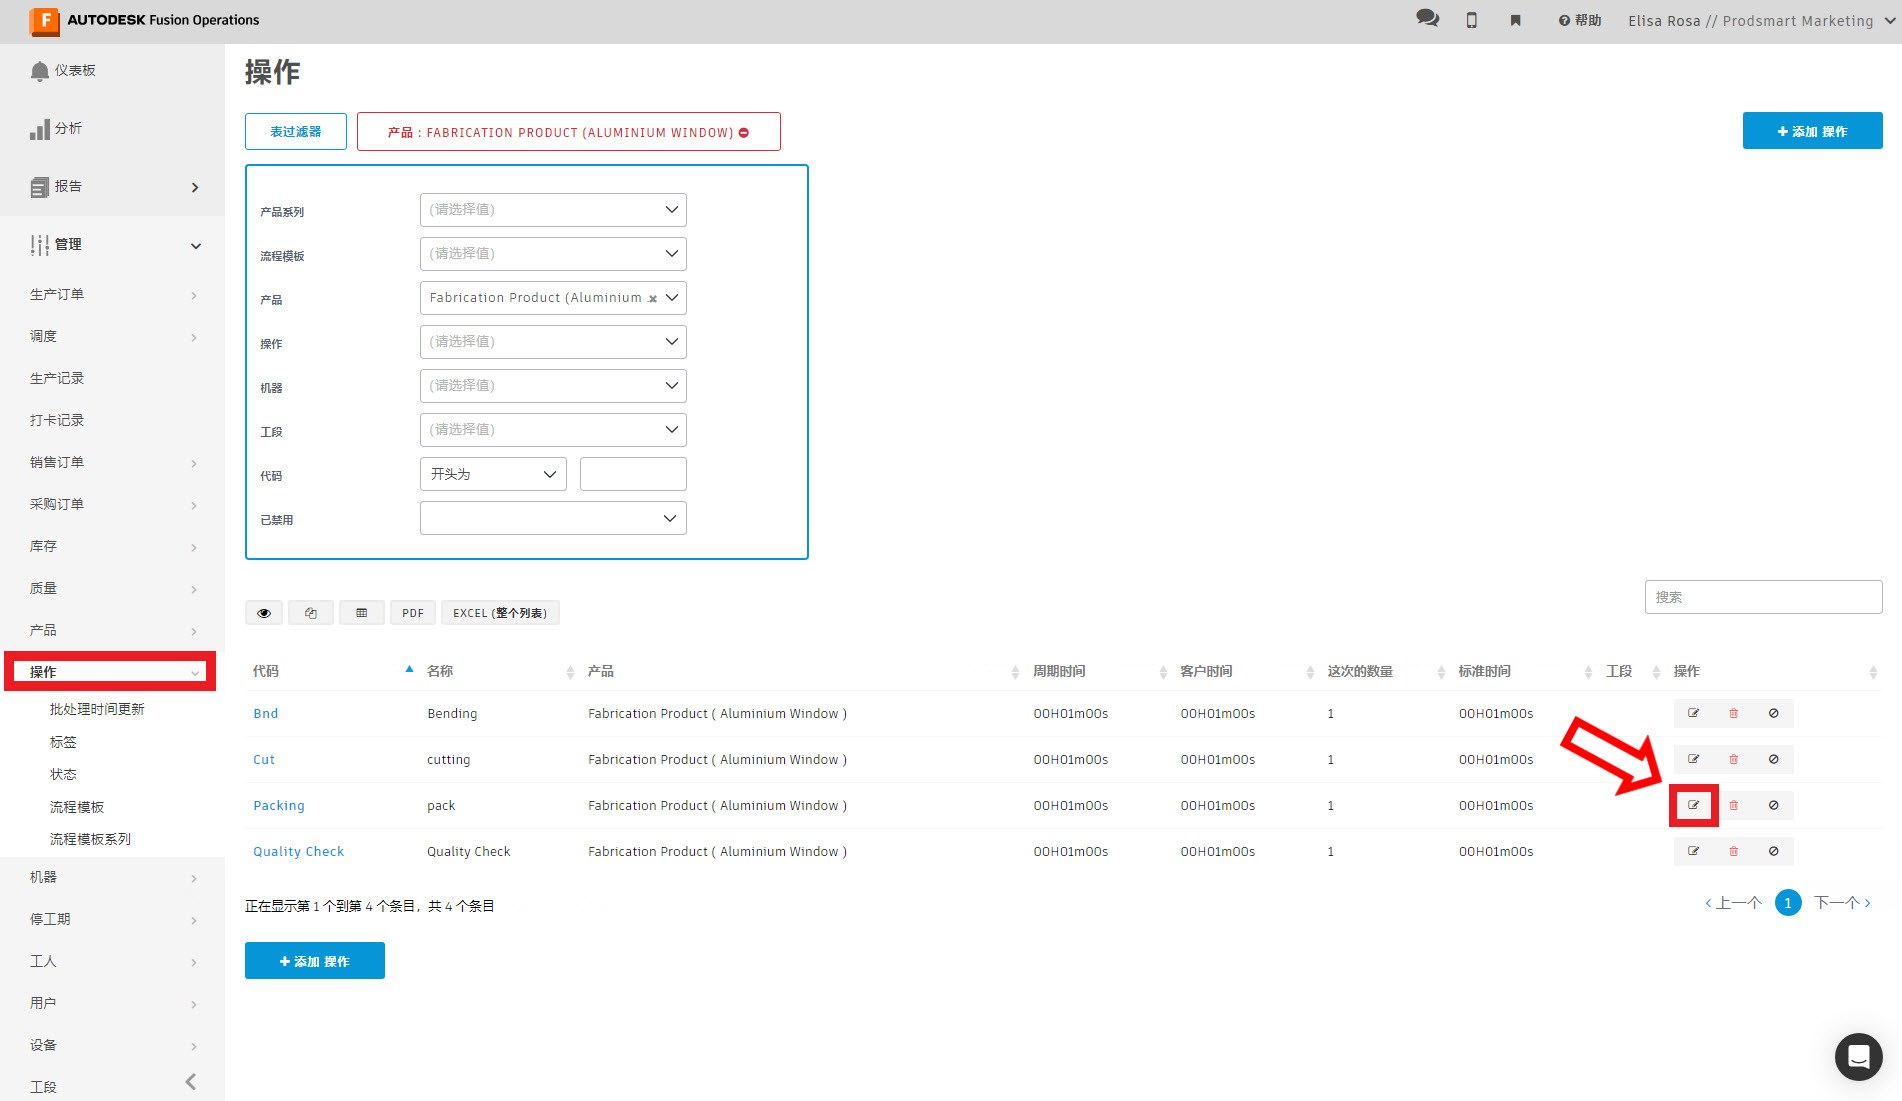 F AUTODESK Fusion Operations
帮助
Elisa Rosa // Prodsmart Marketing
仪表板
分析
报告
管理
生产订单
调度
生产记录
打卡记录
销售订单
采购订单
库存
质量
产品
操作
批处理时间更新
标签
状态
流程模板
流程模板系列
机器
停工期
工人
用户
设备
工段
操作
表过滤器
产品 : FABRICATION PRODUCT (ALUMINIUM WINDOW)
添加 操作
产品系列 (请选择值)
流程模板 (请选择值)
产品 Fabrication Product (Aluminium
操作 (请选择值)
机器 (请选择值)
工段 (请选择值)
代码 开头为
已禁用
PDF
EXCEL (整个列表)
搜索
代码 名称 产品 周期时间 客户时间 这次的数量 标准时间 工段 操作
Bnd Bending Fabrication Product ( Aluminium Window ) 00H01m00s 00H01m00s 1 00H01m00s
Cut cutting Fabrication Product ( Aluminium Window ) 00H01m00s 00H01m00s 1 00H01m00s
Packing pack Fabrication Product ( Aluminium Window ) 00H01m00s 00H01m00s 1 00H01m00s
Quality Check Quality Check Fabrication Product ( Aluminium Window ) 00H01m00s 00H01m00s 1 00H01m00s
正在显示第 1 个到第 4 个条目，共 4 个条目
上一个 1 下一个
添加 操作